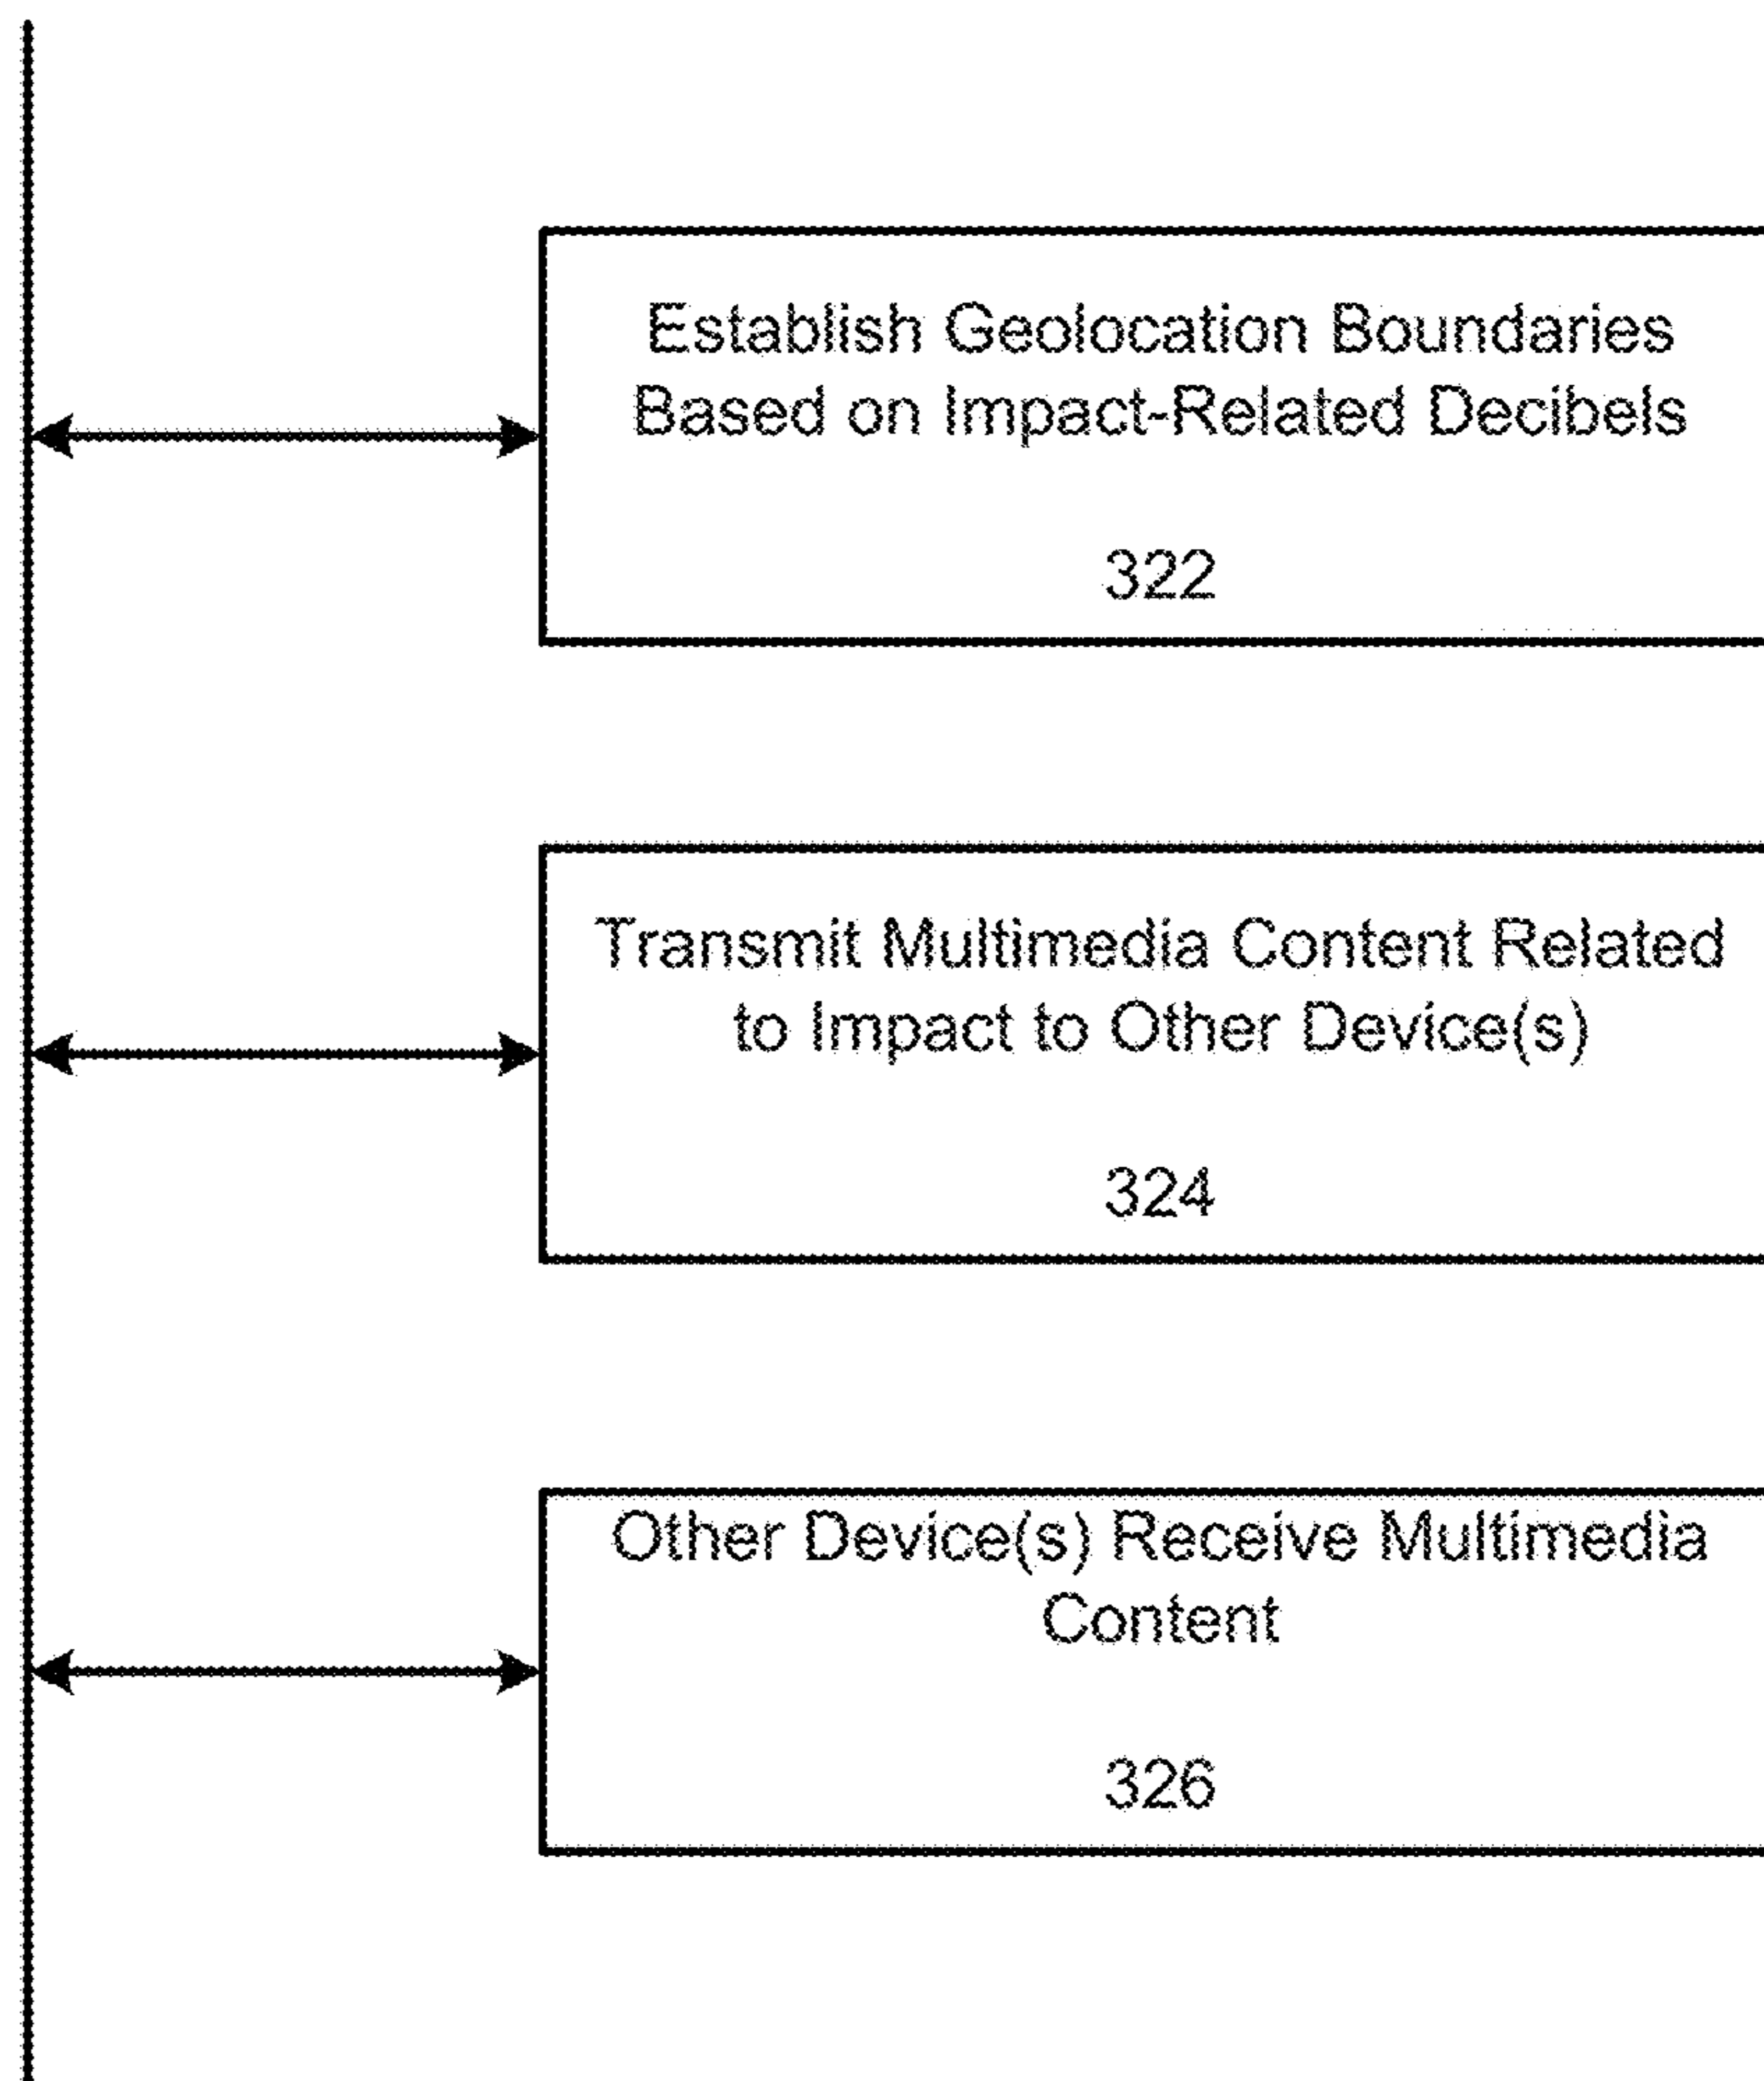 Establish Geolocation Boundaries
Based on Impact-Related Decibels
322
Transmit Multimedia Content Related
to Impact to Other Device(s)
324
Other Device(s) Receive Multimedia
Content
326